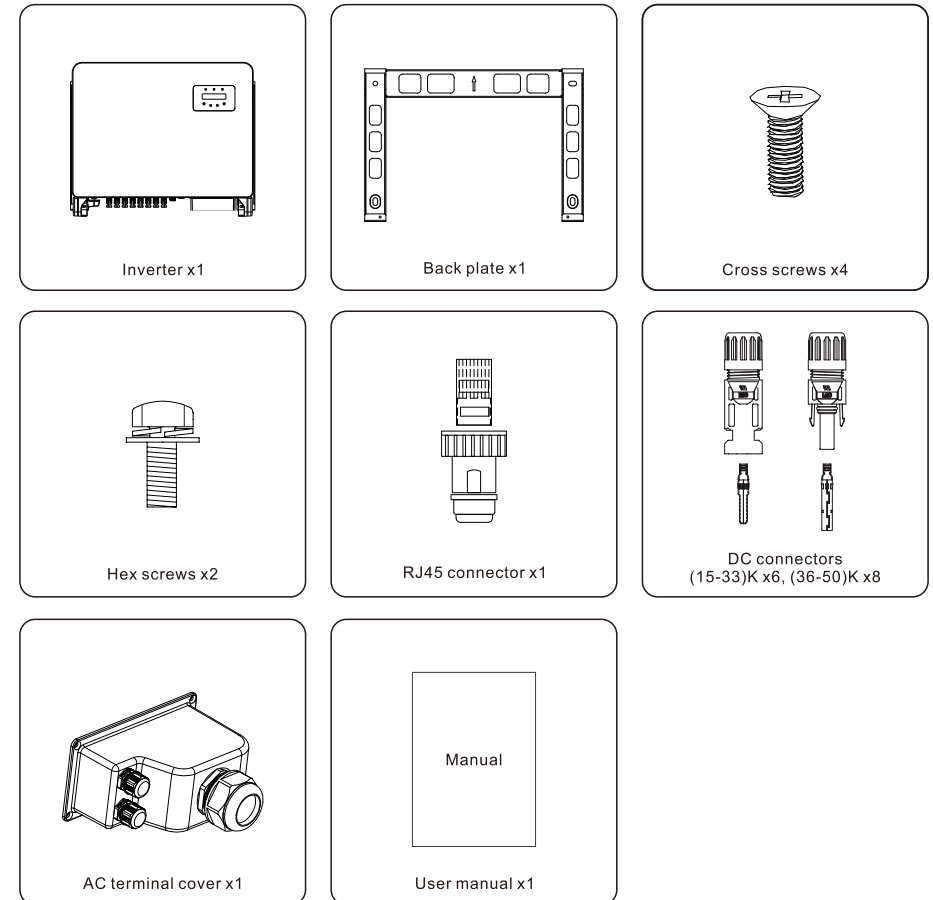 Inverter x1
Back plate x1
Cross screws x4
Hex screws x2
RJ45 connector x1
DC connectors
(15-33)K x6, (36-50)K x8
AC terminal cover x1
Manual
User manual x1